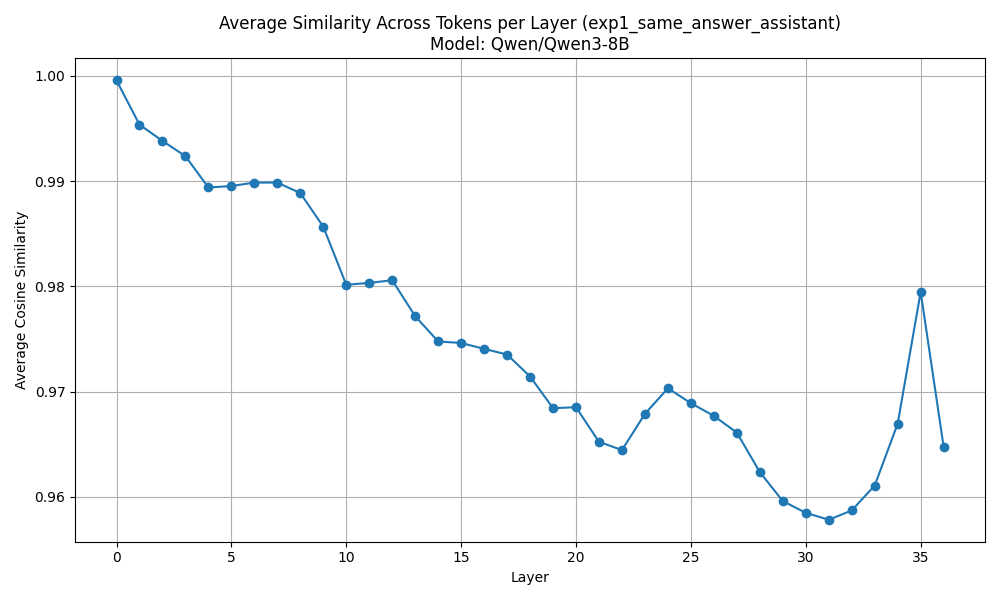 Average Similarity Across Tokens per Layer (exp1_same_answer_assistant)
Model: Qwen/Qwen3-8B
1.00
0.99
0.98
0.97
0.96
Average Cosine Similarity
0 5 10 15 20 25 30 35
Layer